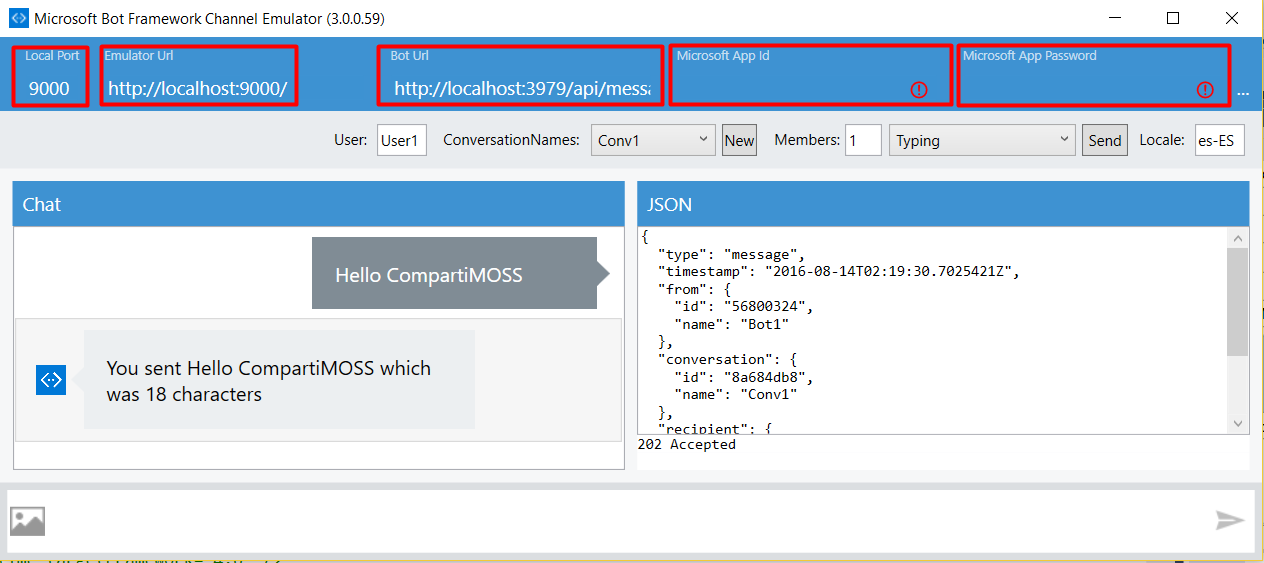 Microsoft Bot Framework Channel Emulator (3.0.0.59)
Local Port Emulator Url Bot Url Microsoft App Id Microsoft App Password
9000 http://localhost:9000/ http://localhost:3979/api/messa ...
User: User1 ConversationNames: Conv1 New Members: 1 Typing Send Locale: es-ES
Chat
Hello CompartiMOSS
You sent Hello CompartiMOSS which
was 18 characters
JSON
{
"type": "message",
"timestamp": "2016-08-14T02:19:30.7025421Z",
"from": {
"id": "56800324",
"name": "Bot1"
},
"conversation": {
"id": "8a684db8",
"name": "Conv1"
},
"recipient": {
202 Accepted